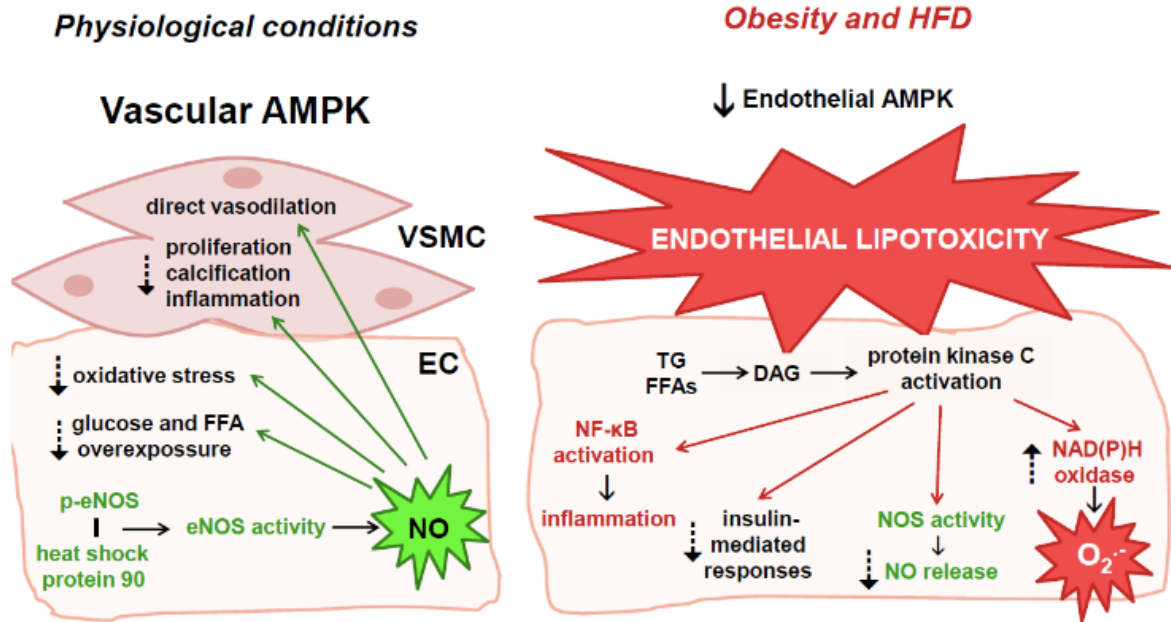 Physiological conditions
Vascular AMPK
direct vasodilation
proliferation
calcification
inflammation
VSMC
EC
oxidative stress
glucose and FFA
overexpossure
p-eNOS
heat shock
protein 90
eNOS activity
NO
Obesity and HFD
Endothelial AMPK
ENDOTHELIAL LIPOTOXICITY
TG
FFAs
DAG
protein kinase C
activation
NF-κB
activation
inflammation
insulin-
mediated
responses
NOS activity
NO release
NAD(P)H
oxidase
O₂·-